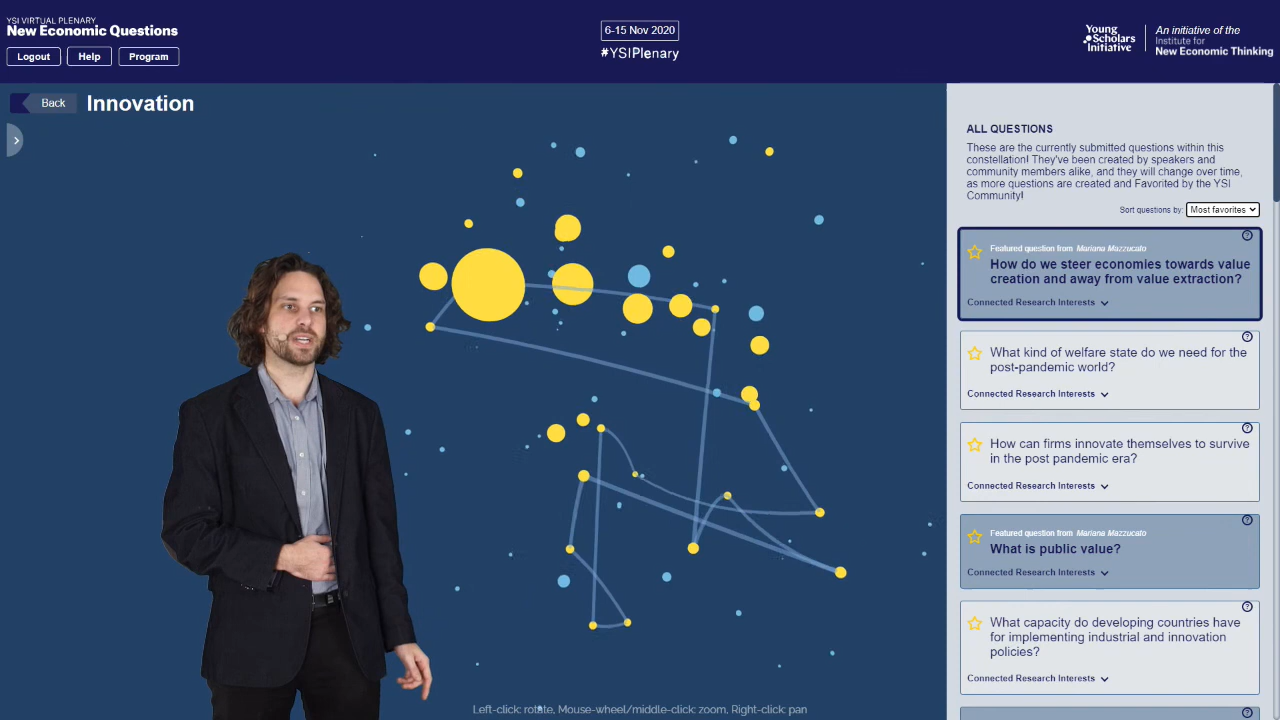 YSI VIRTUAL PLENARY
New Economic Questions
Logout
Help
Program
6-15 Nov 2020
#YSIPlenary
Young
Scholars
Initiative
An initiative of the
Institute for
New Economic Thinking
Back
Innovation
ALL QUESTIONS
These are the currently submitted questions within this
constellation! They've been created by speakers and
community members alike, and they will change over time,
as more questions are created and Favorited by the YSI
Community!
Sort questions by: Most favorites
Featured question from Mariana Mazzucato
How do we steer economies towards value
creation and away from value extraction?
Connected Research Interests
What kind of welfare state do we need for the
post-pandemic world?
Connected Research Interests
How can firms innovate themselves to survive
in the post pandemic era?
Connected Research Interests
Featured question from Mariana Mazzucato
What is public value?
Connected Research Interests
What capacity do developing countries have
for implementing industrial and innovation
policies?
Connected Research Interests
Left-click: rotate, Mouse-wheel/middle-click: zoom, Right-click: pan